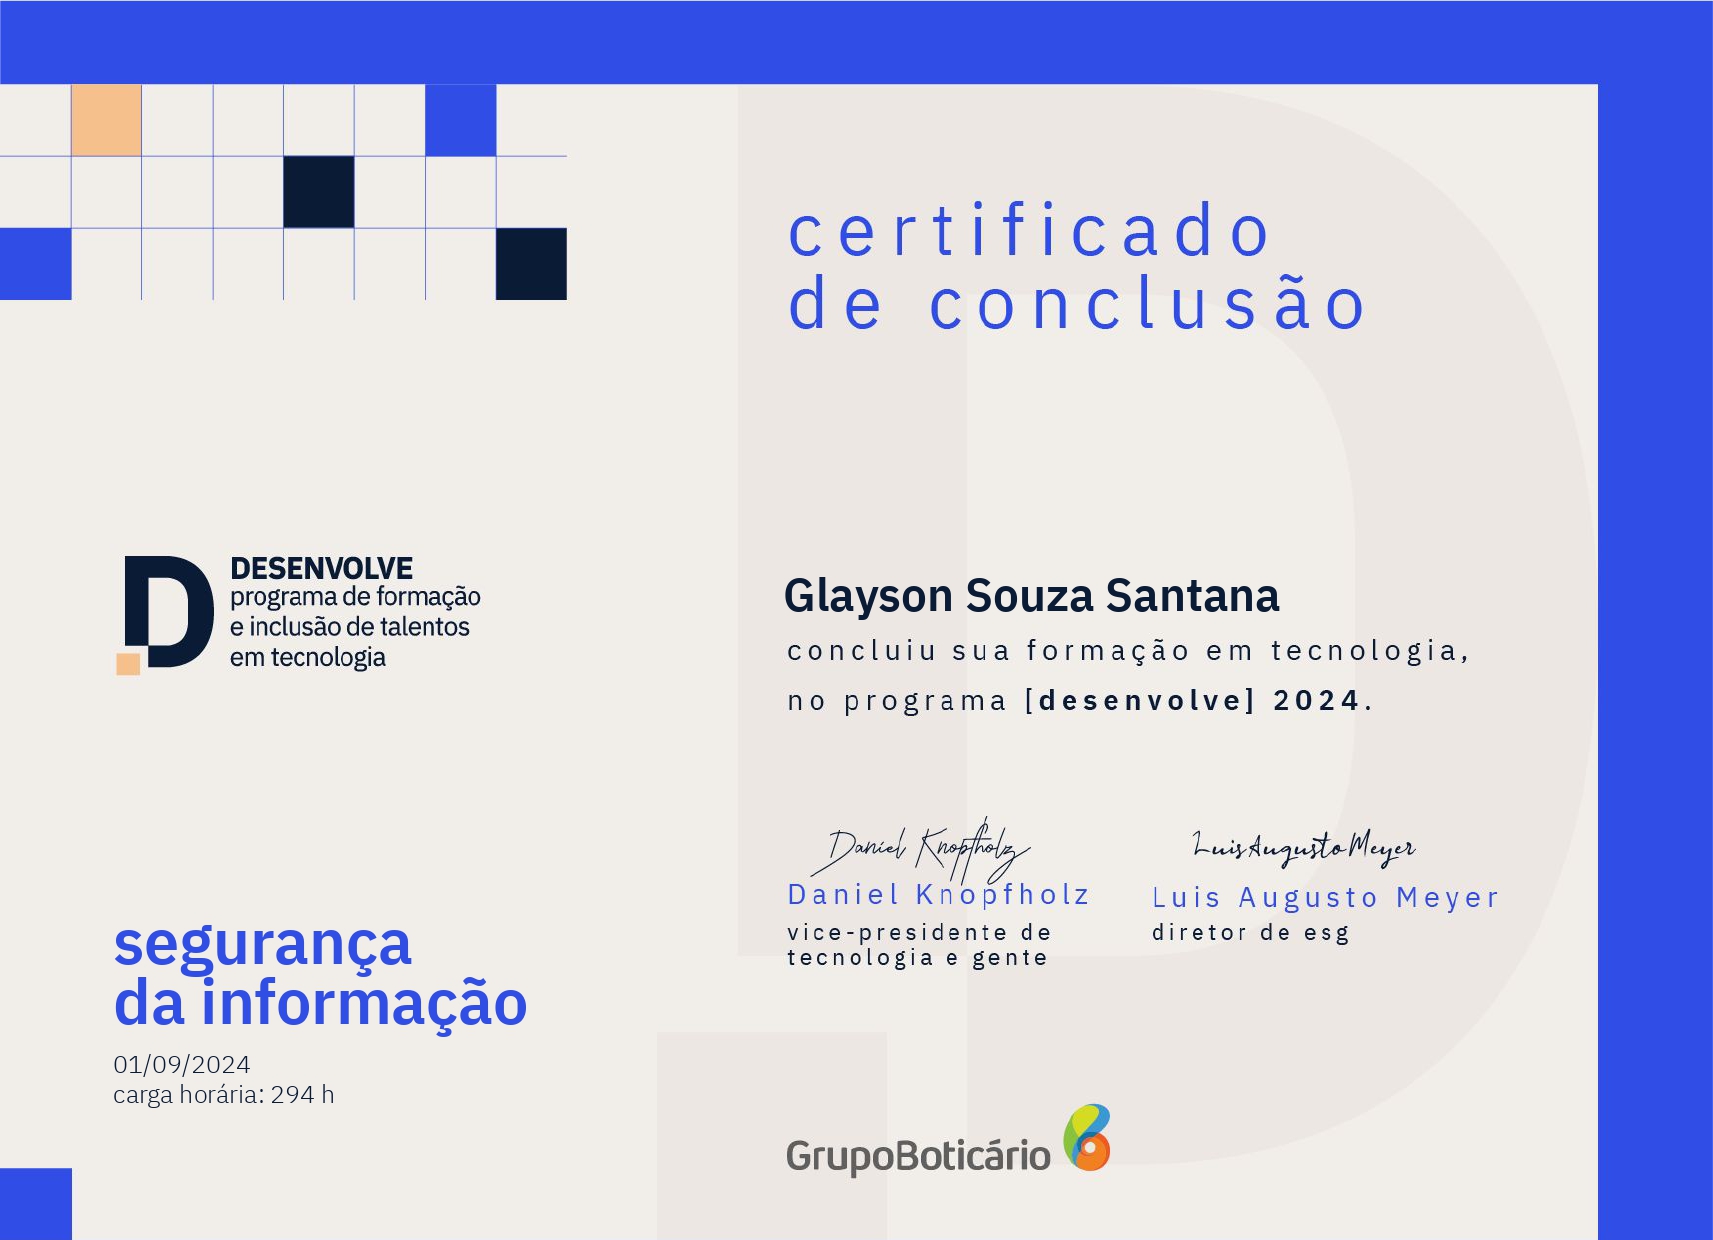 certificado
de conclusão
DESENVOLVE
programa de formação
e inclusão de talentos
em tecnologia
Glayson Souza Santana
concluiu sua formação em tecnologia,
no programa [desenvolve] 2024.
Daniel Knopfholz
Daniel Knopfholz
vice-presidente de
tecnologia e gente
Luis Augusto Meyer
Luis Augusto Meyer
diretor de esg
segurança
da informação
01/09/2024
carga horária: 294 h
GrupoBoticário